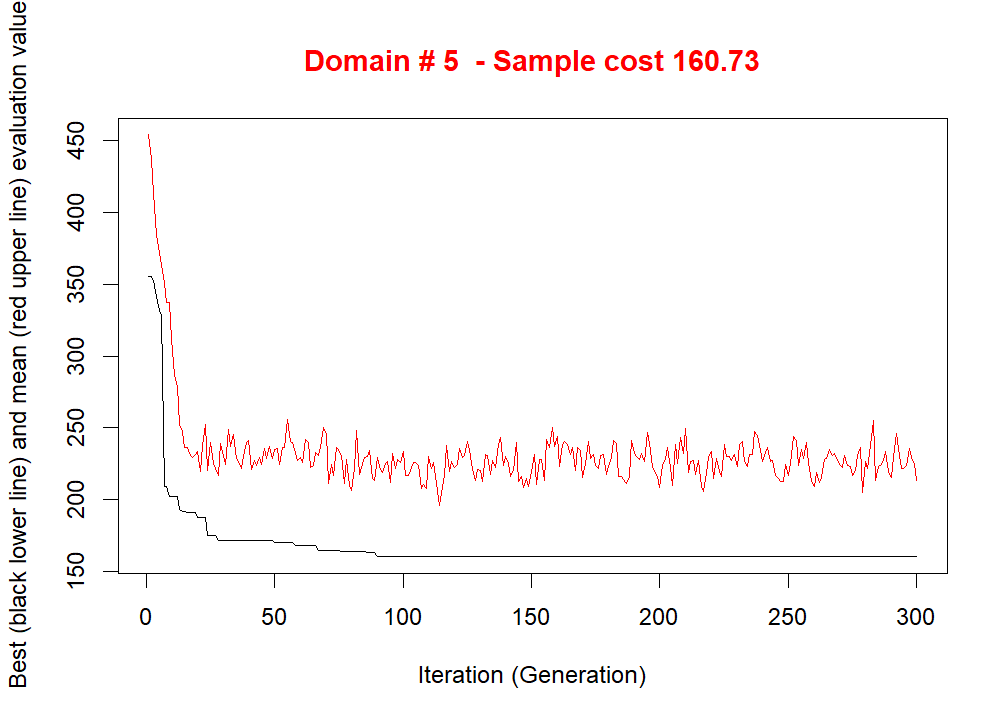 Domain # 5  - Sample cost 160.73
Best (black lower line) and mean (red upper line) evaluation value
450
400
350
300
250
200
150
0 50 100 150 200 250 300
Iteration (Generation)